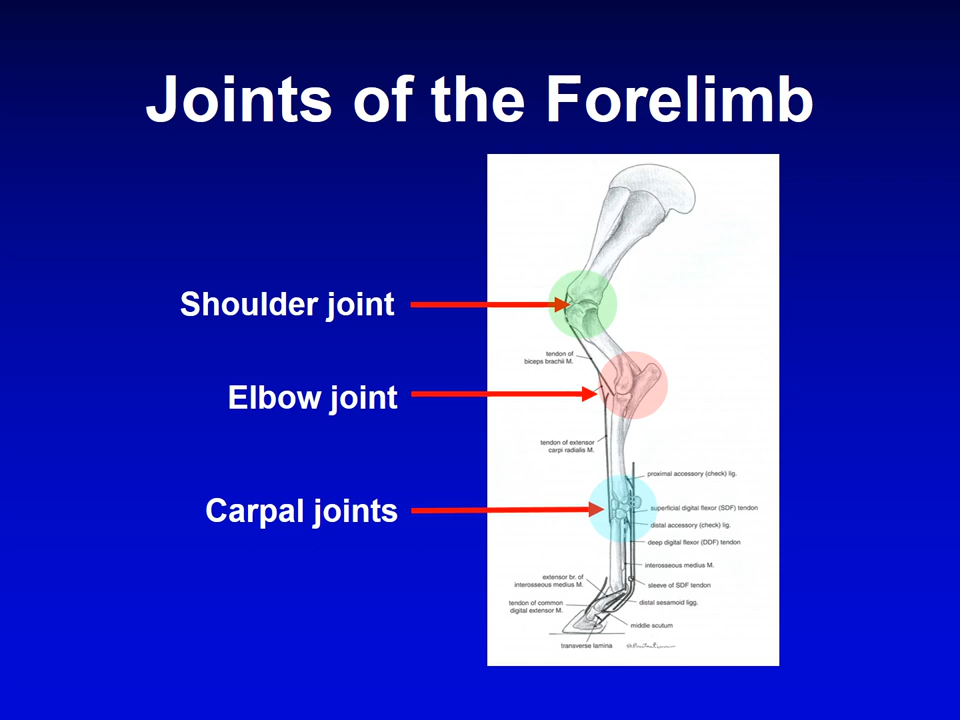 Joints of the Forelimb
Shoulder joint
tendon of
biceps brachii M.
Elbow joint
tendon of extensor
carpi radialis M.
proximal accessory (check) lig.
Carpal joints
superficial digital flexor (SDF) tendon
distal accessory (check) lig.
deep digital flexor (DDF) tendon
interosseous medius M.
extensor br. of
interosseous medius M.
sleeve of SDF tendon
tendon of common
digital extensor M.
distal sesamoid ligg.
middle scutum
transverse lamina